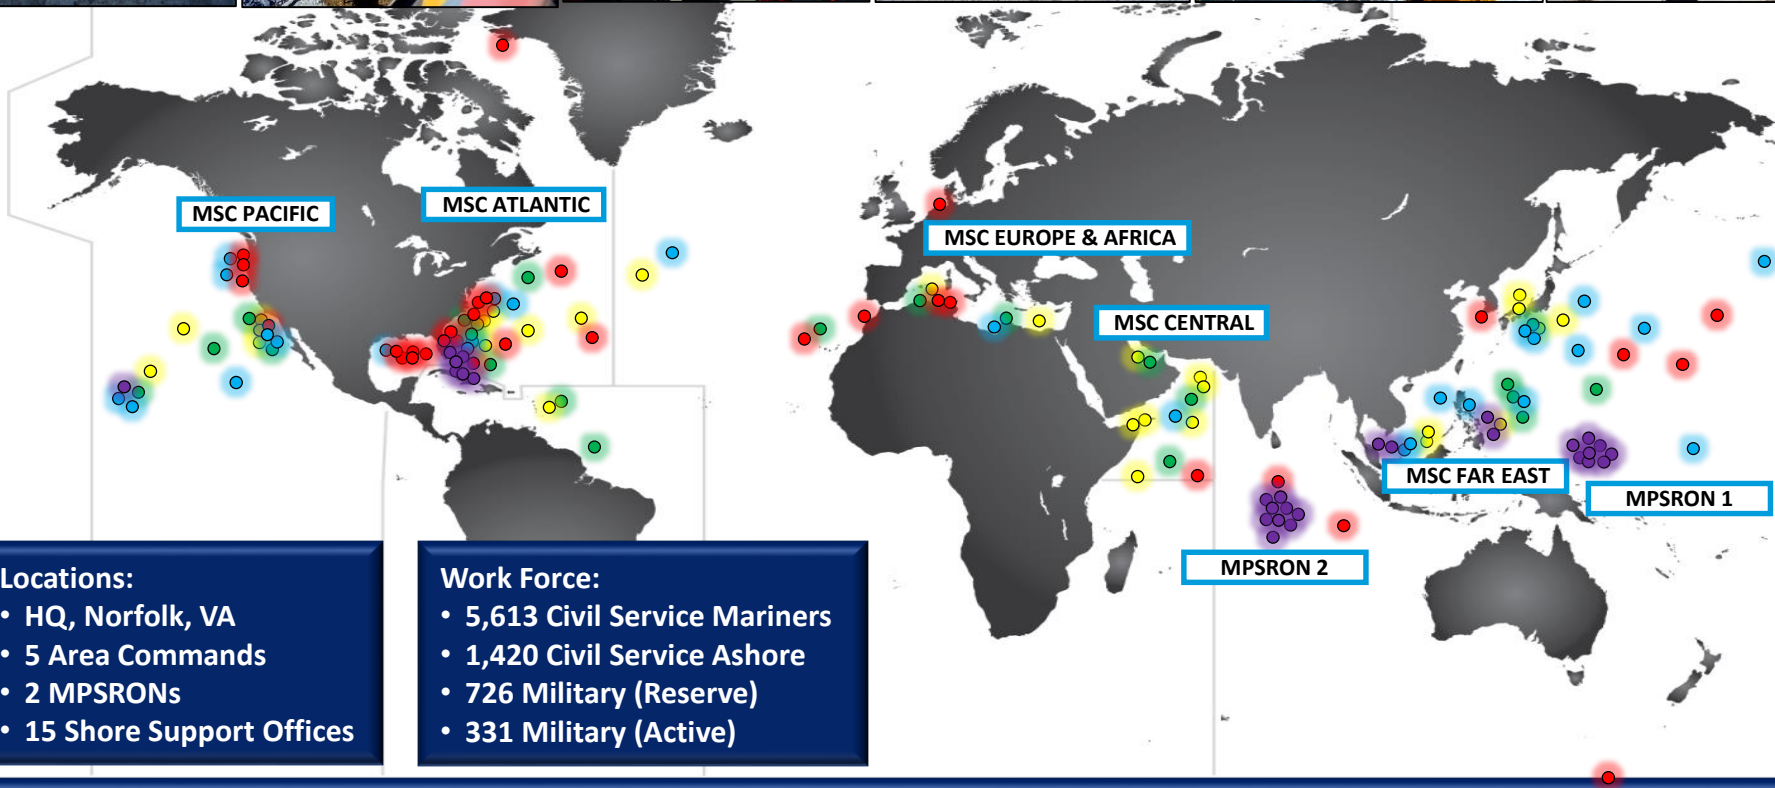 MSC PACIFIC
MSC ATLANTIC
MSC EUROPE & AFRICA
MSC CENTRAL
MSC FAR EAST
MPSRON 1
MPSRON 2
Locations:
• HQ, Norfolk, VA
• 5 Area Commands
• 2 MPSRONs
• 15 Shore Support Offices
Work Force:
• 5,613 Civil Service Mariners
• 1,420 Civil Service Ashore
• 726 Military (Reserve)
• 331 Military (Active)